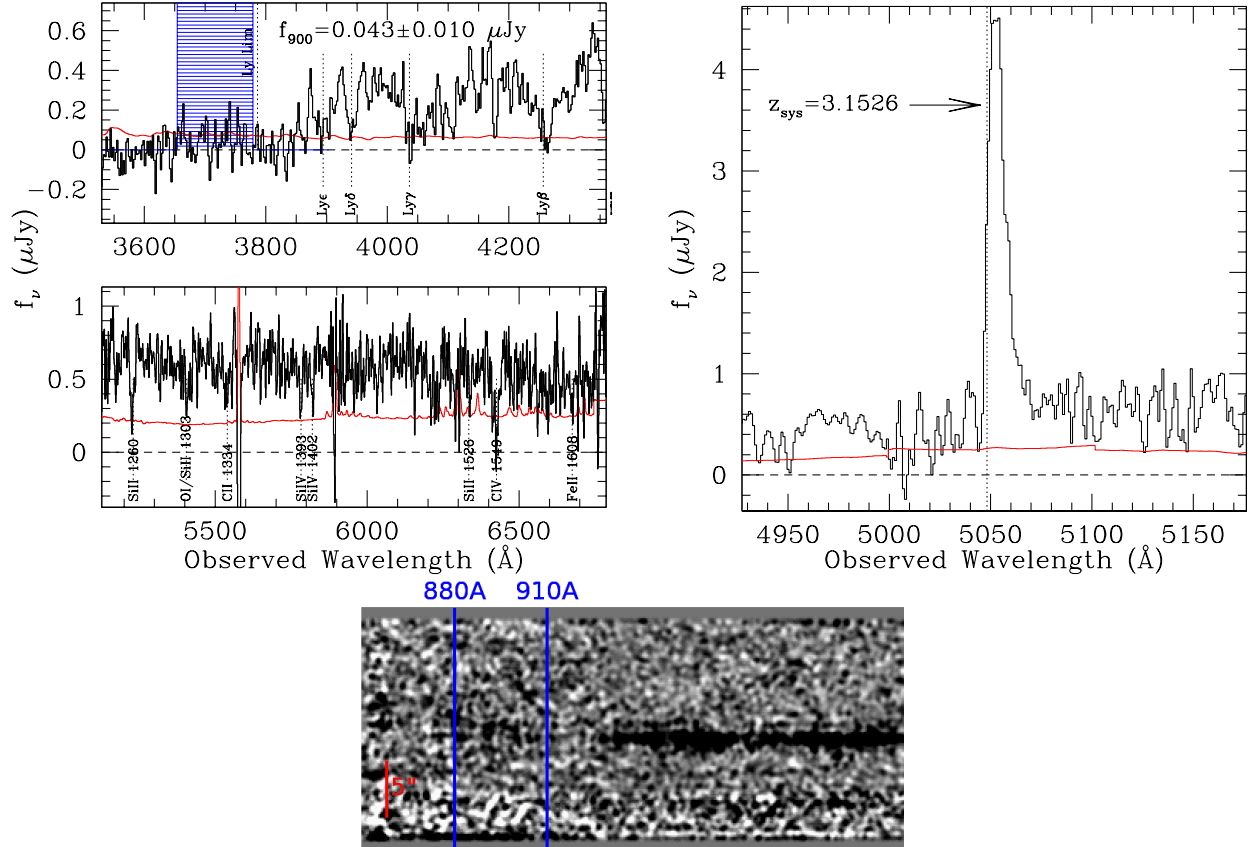 f900=0.043±0.010 μJy
Ly Lim
0.6
0.4
0.2
0
−0.2
Lyε
Lyδ
Lyγ
Lyβ
3600
3800
4000
4200
fν (μJy)
1
0.5
0
SiII 1260
OI/SiII 1303
CII 1334
SiIV 1393
SiIV 1402
SiII 1526
CIV 1549
FeII 1608
5500
6000
6500
Observed Wavelength (Å)
zsys=3.1526
4
2
1
0
3
fν (μJy)
4950
5000
5050
5100
5150
Observed Wavelength (Å)
880A
910A
5"